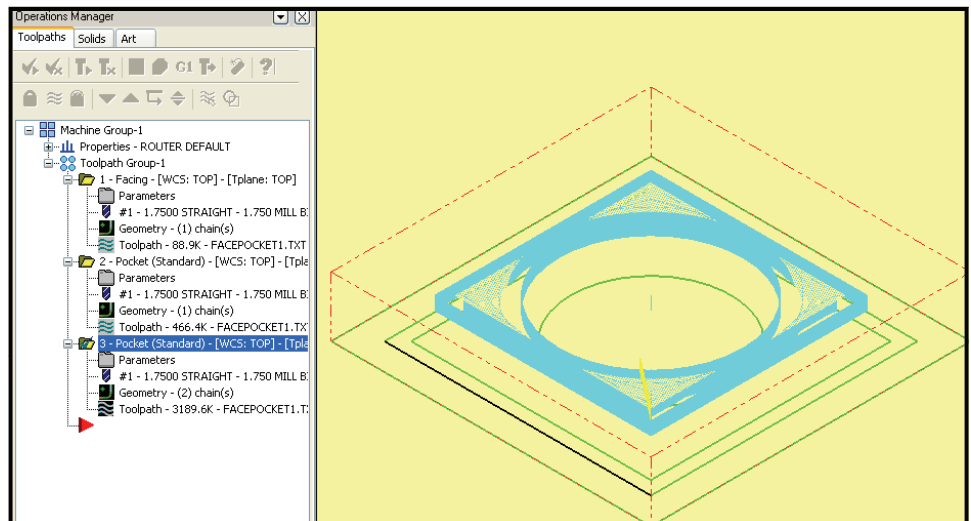 Operations Manager
Toolpaths Solids Art
G1
Machine Group-1
Properties - ROUTER DEFAULT
Toolpath Group-1
1 - Facing - [WCS: TOP] - [Tplane: TOP]
Parameters
#1 - 1.7500 STRAIGHT - 1.750 MILL B
Geometry - (1) chain(s)
Toolpath - 88.9K - FACEPOCKET1.TXT
2 - Pocket (Standard) - [WCS: TOP] - [Tpla
Parameters
#1 - 1.7500 STRAIGHT - 1.750 MILL B
Geometry - (1) chain(s)
Toolpath - 466.4K - FACEPOCKET1.TX
3 - Pocket (Standard) - [WCS: TOP] - [Tpla
Parameters
#1 - 1.7500 STRAIGHT - 1.750 MILL B
Geometry - (2) chain(s)
Toolpath - 3189.6K - FACEPOCKET1.T